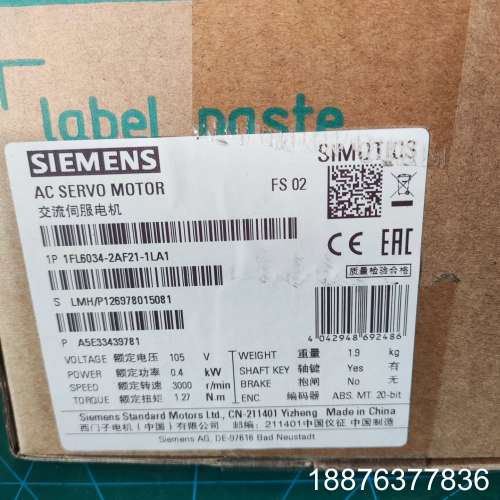 label paste
SIEMENS
SIMOTICS
AC SERVO MOTOR
FS 02
交流伺服电机
1P 1FL6034-2AF21-1LA1
CE EAC
质量检验合格
S LMH/P126978015081
P A5E33439781
4 042948 692486
VOLTAGE 额定电压 105 V
POWER 额定功率 0.4 kW
SPEED 额定转速 3000 r/min
TORQUE 额定扭矩 1.27 N.m
WEIGHT 重量 1.9 kg
SHAFT KEY 轴键 Yes 有
BRAKE 抱闸 No 无
ENC 编码器 ABS. MT. 20-bit
Siemens Standard Motors Ltd., CN-211401 Yizheng Made in China
西门子电机（中国）有限公司 邮编：211401中国仪征 中国制造
Siemens AG, DE-97616 Bad Neustadt
18876377836